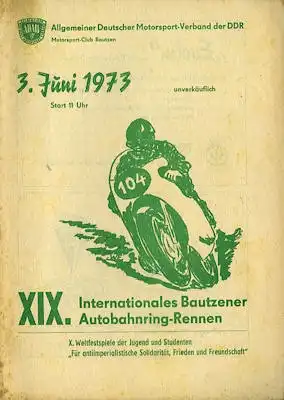 ADMV
Allgemeiner Deutscher Motorsport-Verband der DDR
Motorsport-Club Bautzen
3. Juni 1973
unverkäuflich
Start 11 Uhr
104
XIX. Internationales Bautzener
Autobahnring-Rennen
X. Weltfestspiele der Jugend und Studenten
„Für antiimperialistische Solidarität, Frieden und Freundschaft"